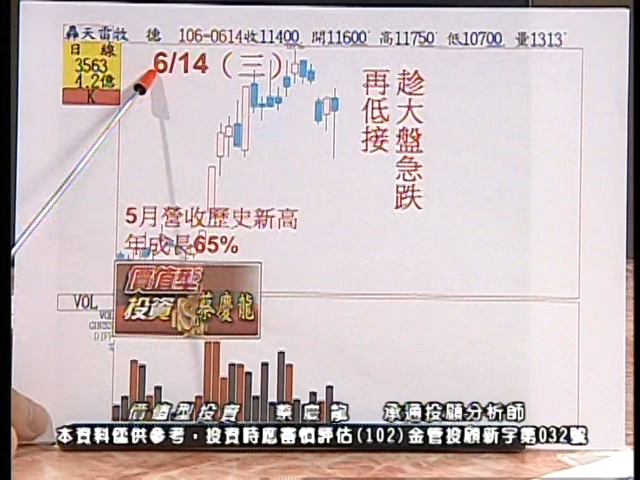 轟天雷牧 德 106-0614收11400 開11600 高11750 低10700 量1313
日 線
3563
4.2億
K
6/14（三）
趁大盤急跌
再低接
5月營收歷史新高
年成長65%
價值型
投資 蔡慶龍
VOL
價值型投資 蔡慶龍 承通投顧分析師
本資料僅供參考，投資時應審慎評估(102)金管投顧新字第032號